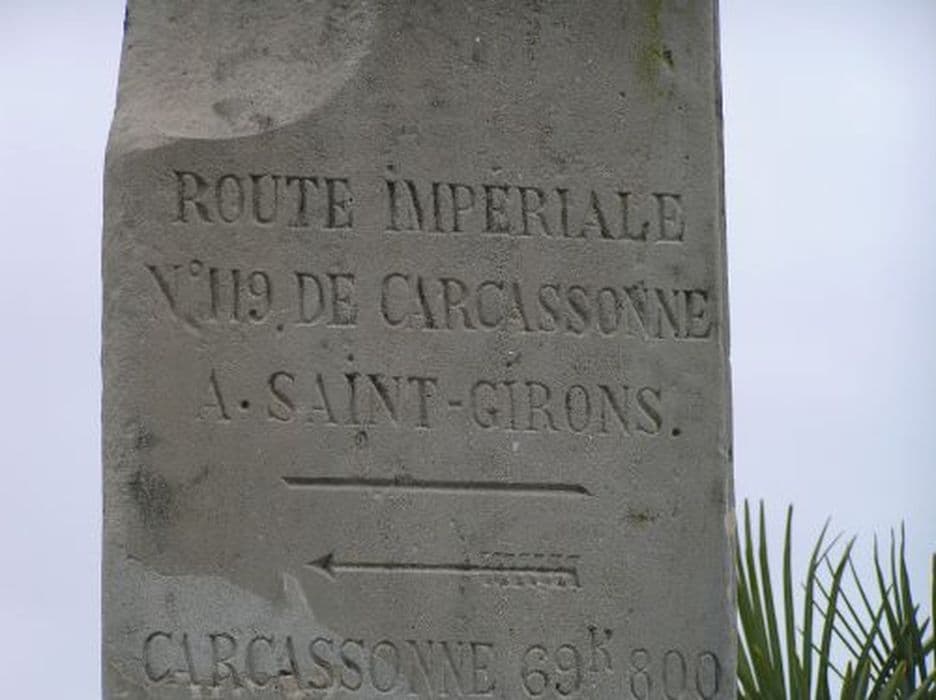 ROUTE IMPÉRIALE
N° 119 DE CARCASSONNE
A · SAINT-GIRONS.
CARCASSONNE 69K 800